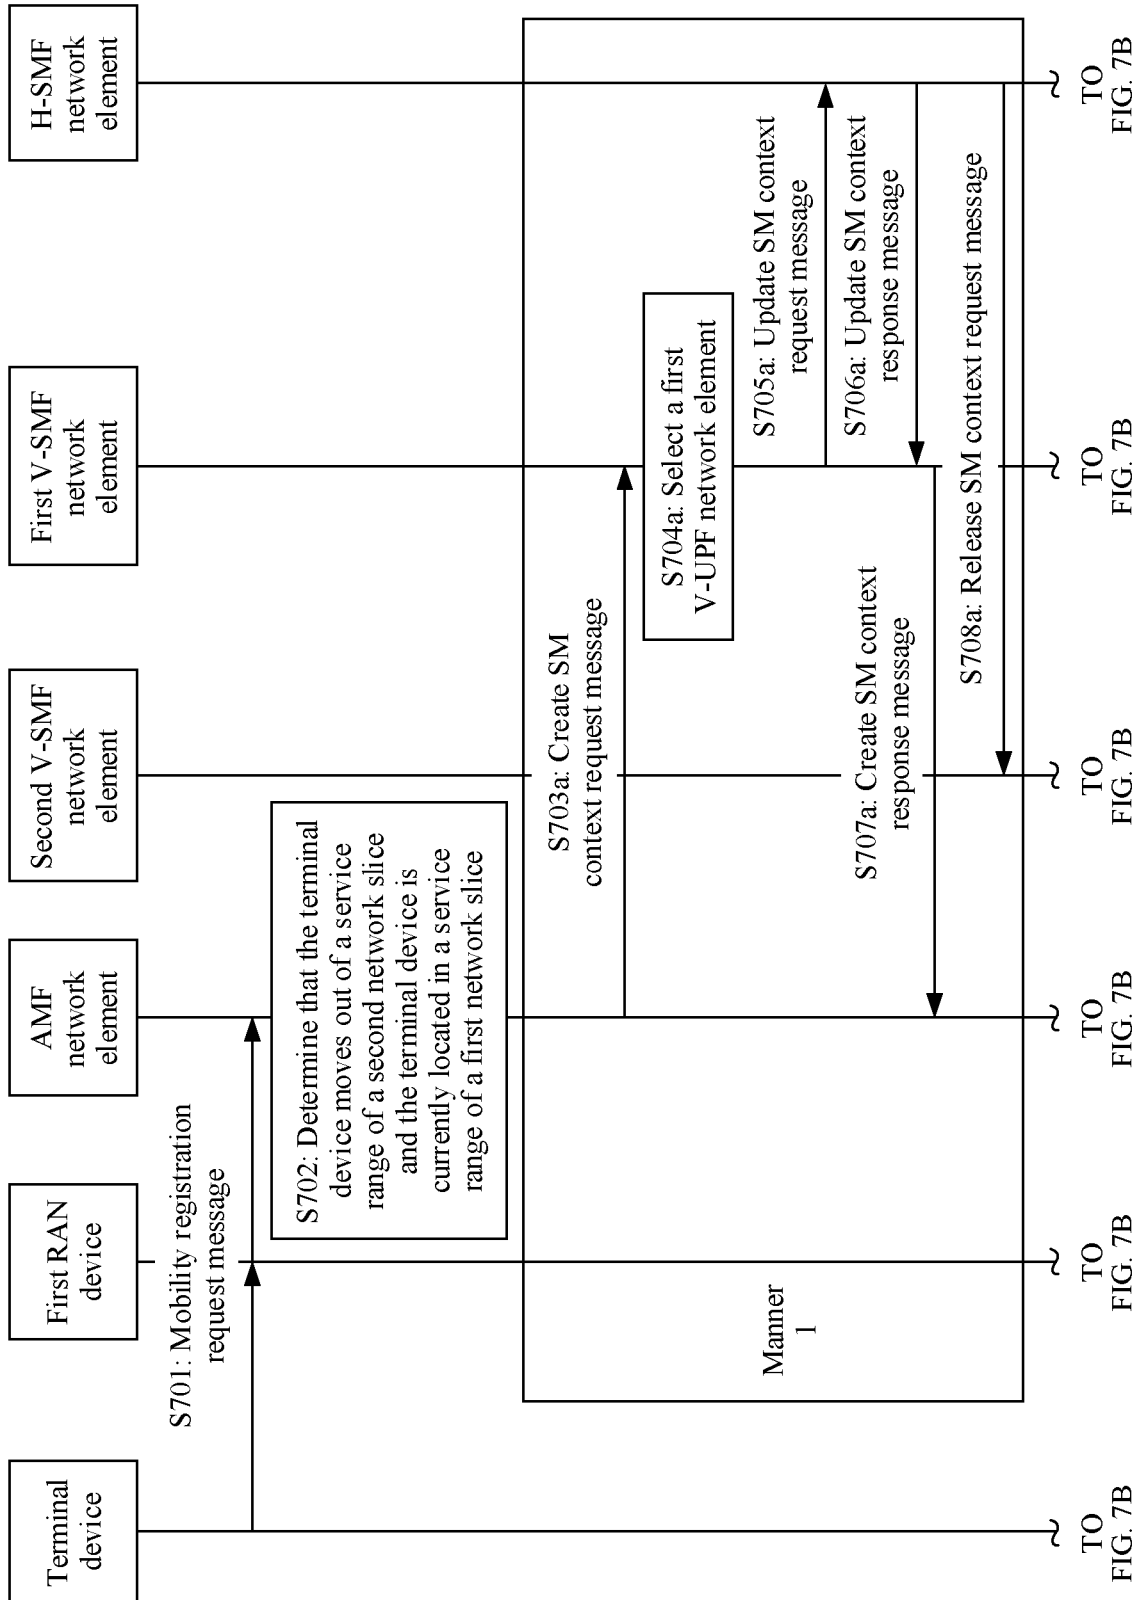 Terminal
device
First RAN
device
AMF
network
element
Second V-SMF
network
element
First V-SMF
network
element
H-SMF
network
element
S701: Mobility registration
request message
S702: Determine that the terminal
device moves out of a service
range of a second network slice
and the terminal device is
currently located in a service
range of a first network slice
Manner
1
S703a: Create SM
context request message
S704a: Select a first
V-UPF network element
S705a: Update SM context
request message
S706a: Update SM context
response message
S707a: Create SM context
response message
S708a: Release SM context request message
TO
FIG. 7B
TO
FIG. 7B
TO
FIG. 7B
TO
FIG. 7B
TO
FIG. 7B
TO
FIG. 7B